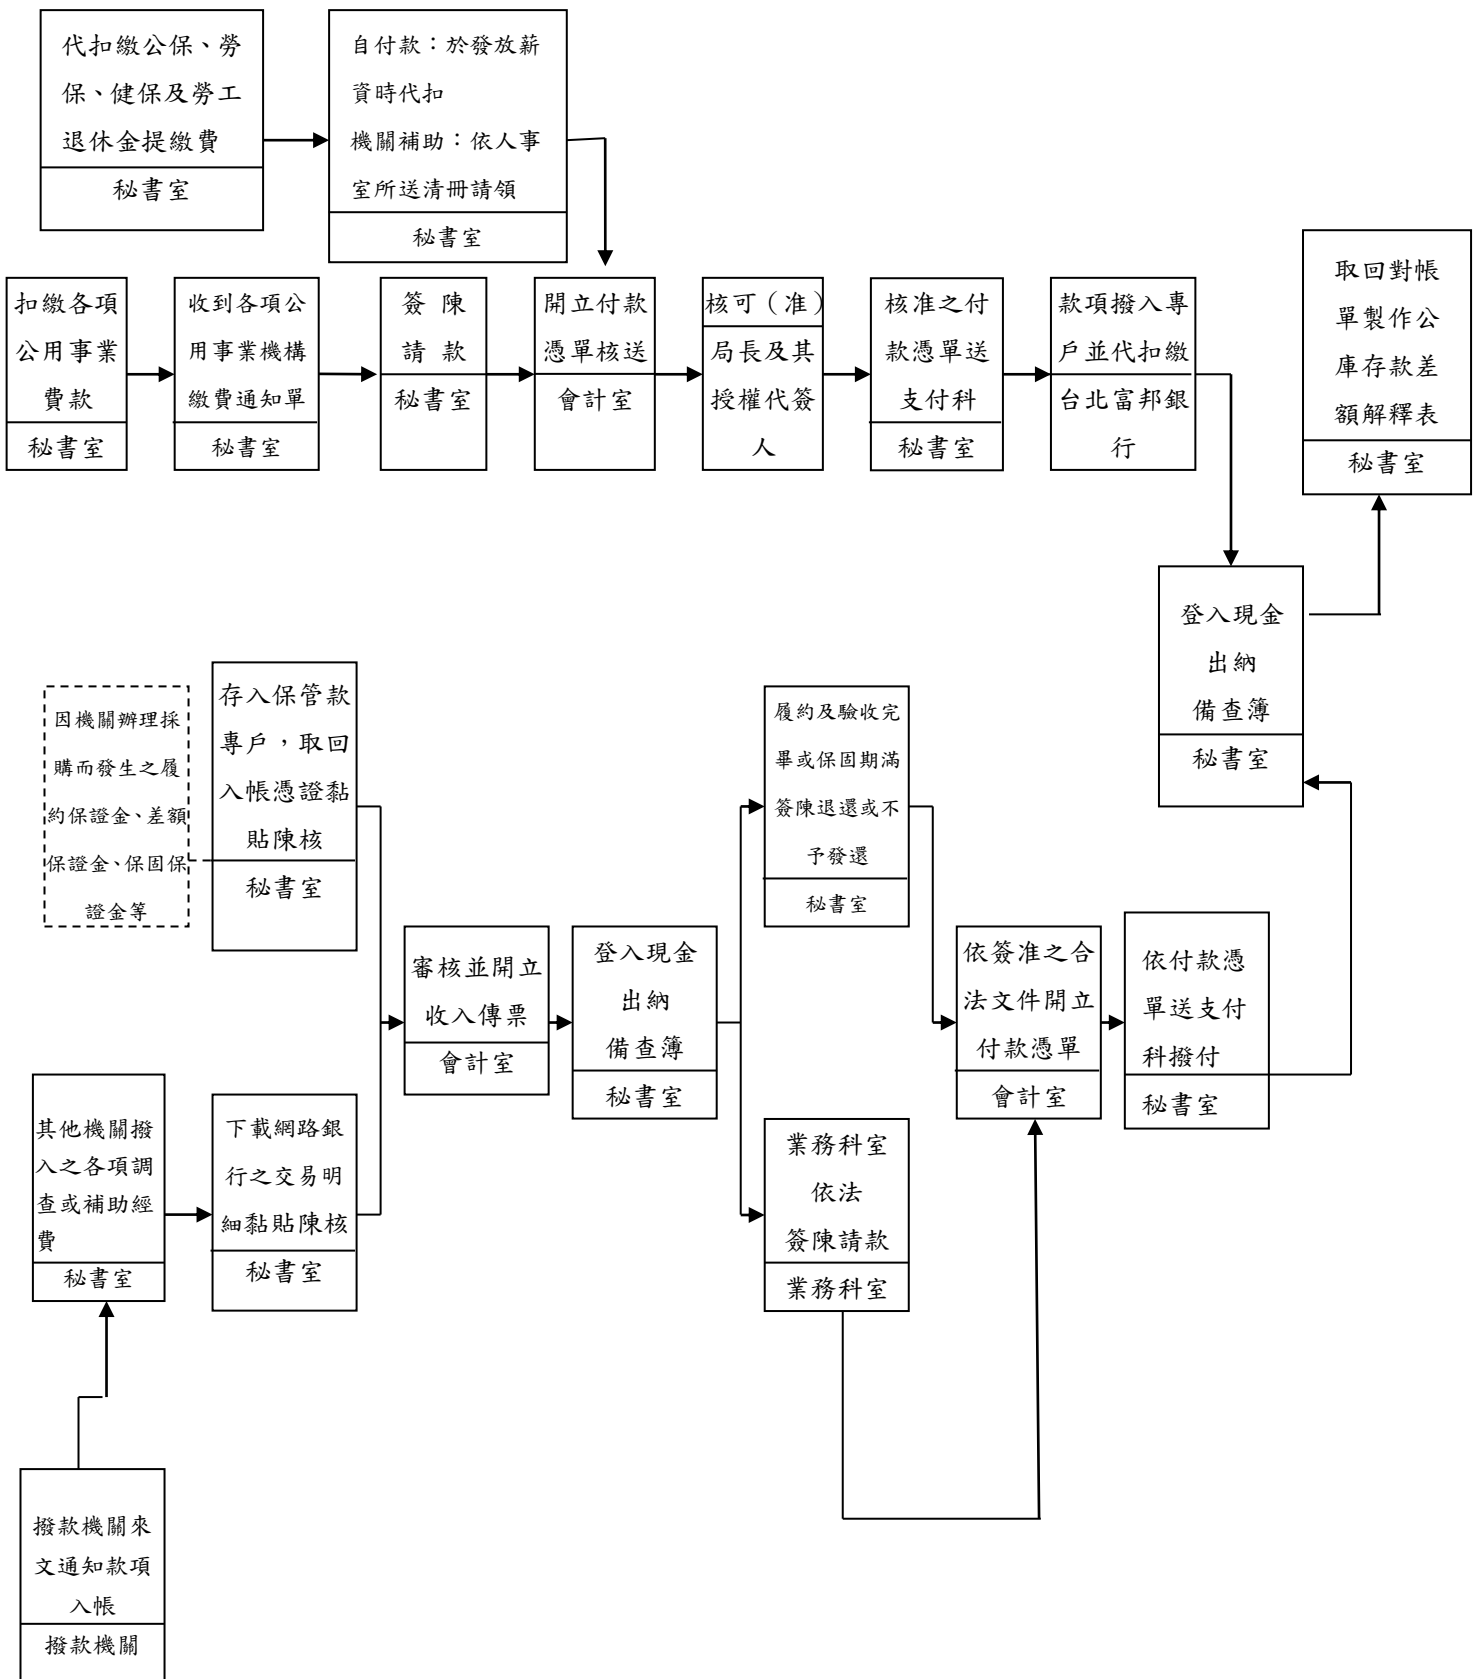 代扣繳公保、勞
保、健保及勞工
退休金提繳費
秘書室
自付款：於發放薪
資時代扣
機關補助：依人事
室所送清冊請領
秘書室
扣繳各項
公用事業
費款
秘書室
收到各項公
用事業機構
繳費通知單
秘書室
簽 陳
請 款
秘書室
開立付款
憑單核送
會計室
核可（准）
局長及其
授權代簽
人
核准之付
款憑單送
支付科
秘書室
款項撥入專
戶並代扣繳
台北富邦銀
行
取回對帳
單製作公
庫存款差
額解釋表
秘書室
登入現金
出納
備查簿
秘書室
因機關辦理採
購而發生之履
約保證金、差額
保證金、保固保
證金等
存入保管款
專戶，取回
入帳憑證黏
貼陳核
秘書室
履約及驗收完
畢或保固期滿
簽陳退還或不
予發還
秘書室
審核並開立
收入傳票
會計室
登入現金
出納
備查簿
秘書室
依簽准之合
法文件開立
付款憑單
會計室
依付款憑
單送支付
科撥付
秘書室
其他機關撥
入之各項調
查或補助經
費
秘書室
下載網路銀
行之交易明
細黏貼陳核
秘書室
業務科室
依法
簽陳請款
業務科室
撥款機關來
文通知款項
入帳
撥款機關